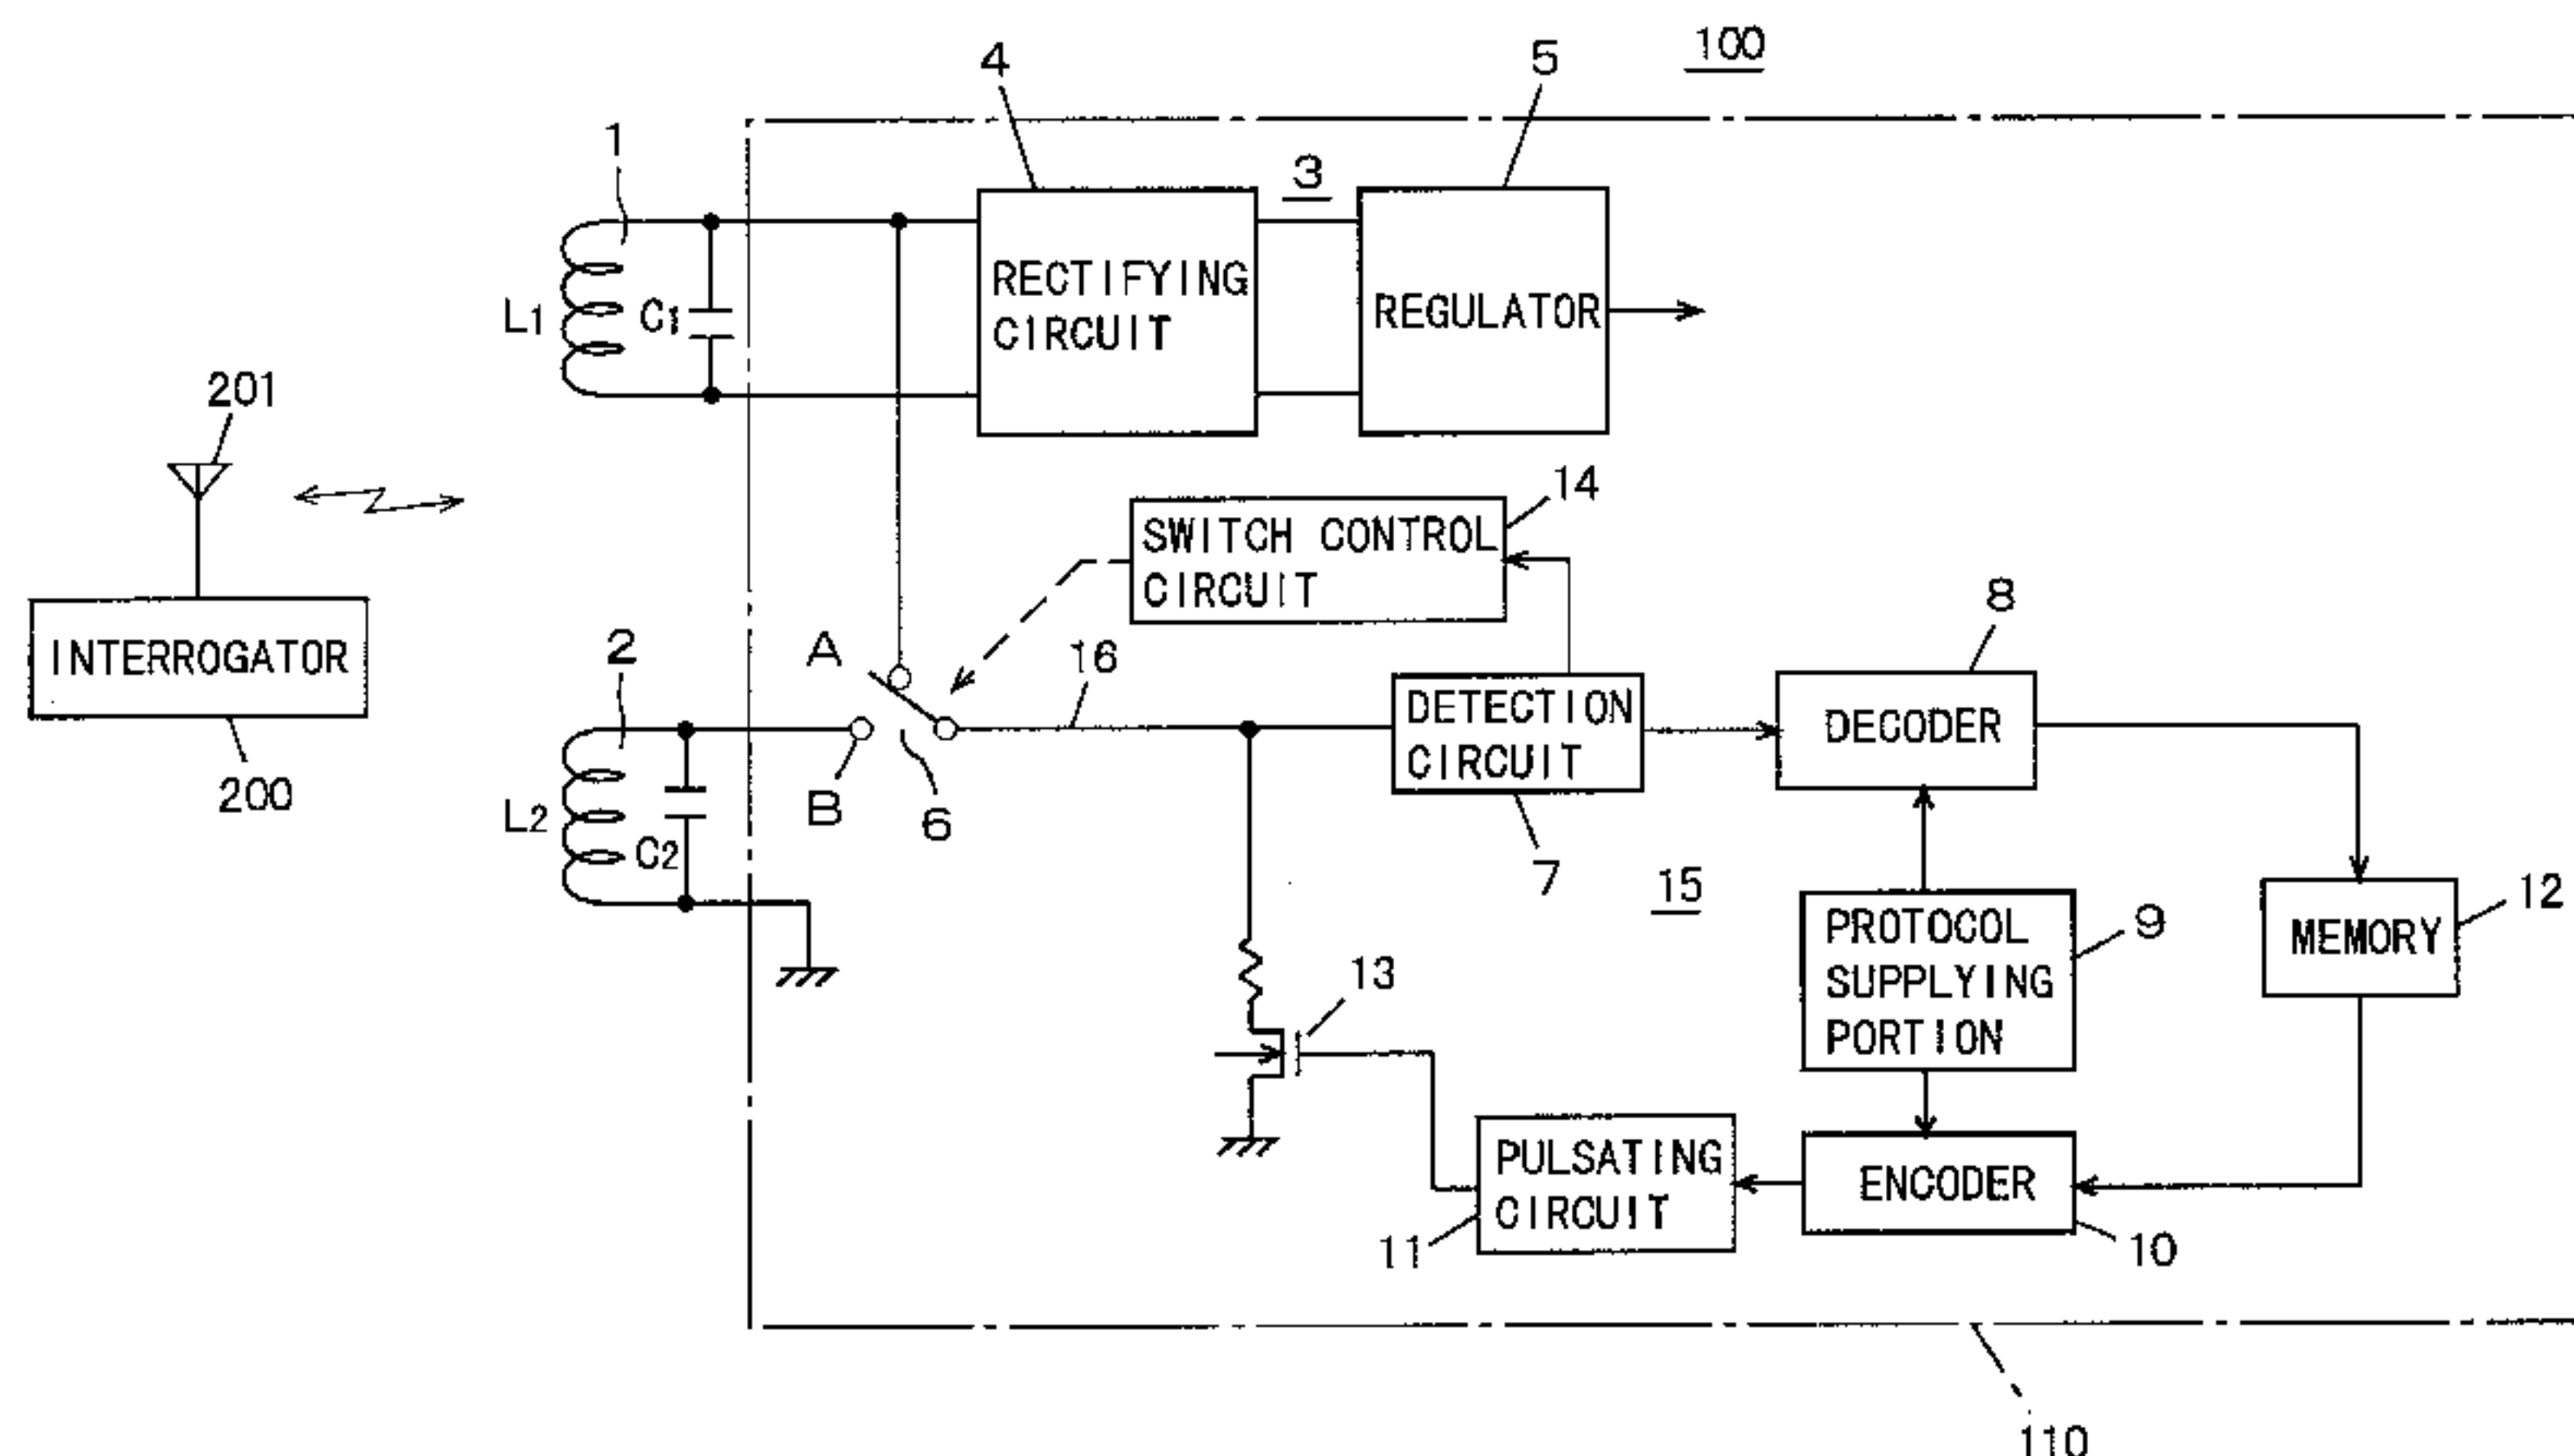 100
4
5
1
3
RECTIFYING
CIRCUIT
REGULATOR
L1
C1
201
14
SWITCH CONTROL
CIRCUIT
8
INTERROGATOR
2
A
16
DETECTION
CIRCUIT
DECODER
200
B
6
7
L2
C2
15
12
PROTOCOL
SUPPLYING
PORTION
9
MEMORY
13
PULSATING
CIRCUIT
ENCODER
11
10
110